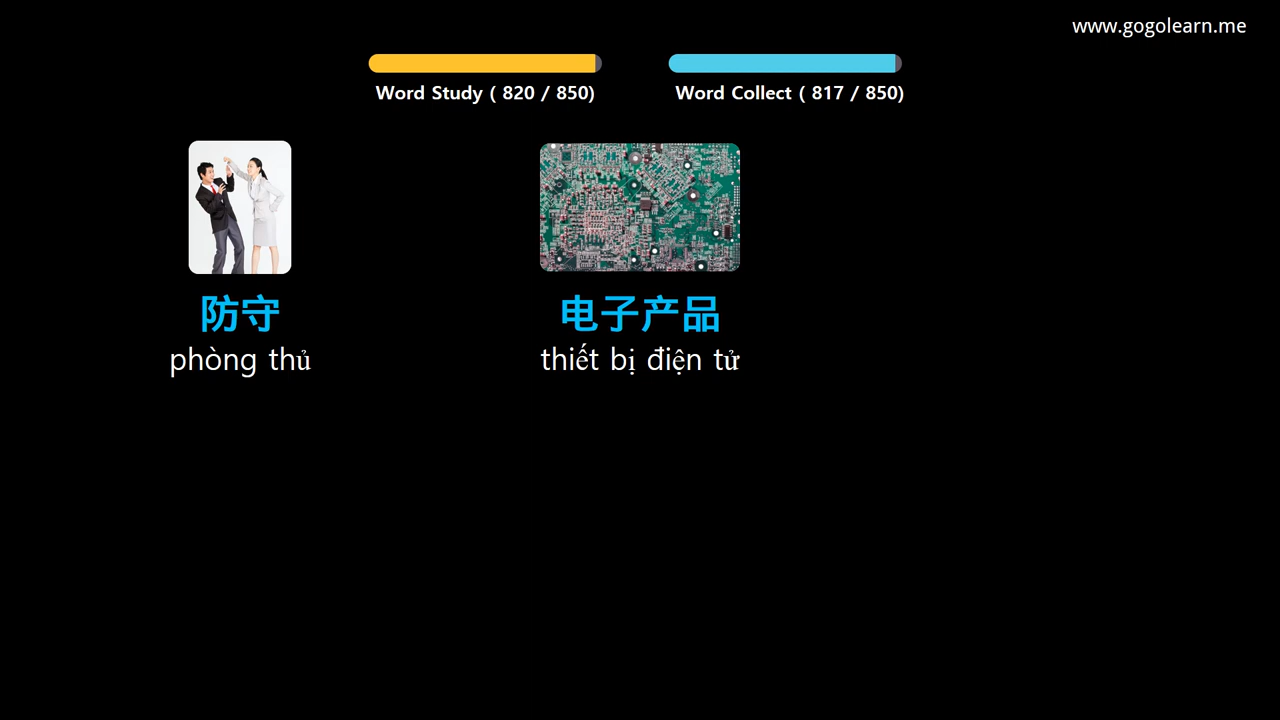 www.gogolearn.me
Word Study ( 820 / 850)
Word Collect ( 817 / 850)
防守
电子产品
phòng thủ
thiết bị điện tử